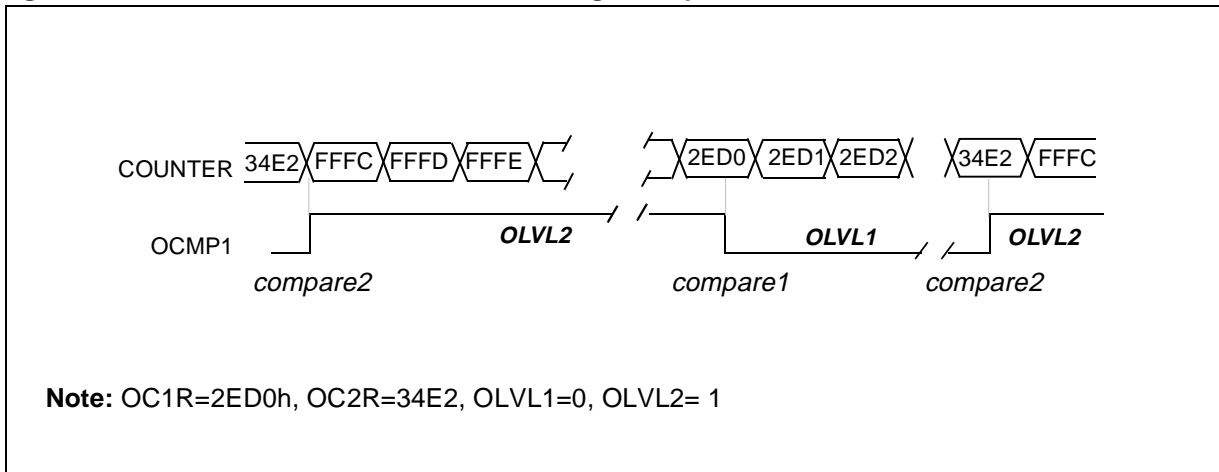 COUNTER 34E2 FFFC FFFD FFFE 2ED0 2ED1 2ED2 34E2 FFFC
OCMP1 OLVL2 OLVL1 OLVL2
compare2 compare1 compare2
Note: OC1R=2ED0h, OC2R=34E2, OLVL1=0, OLVL2= 1